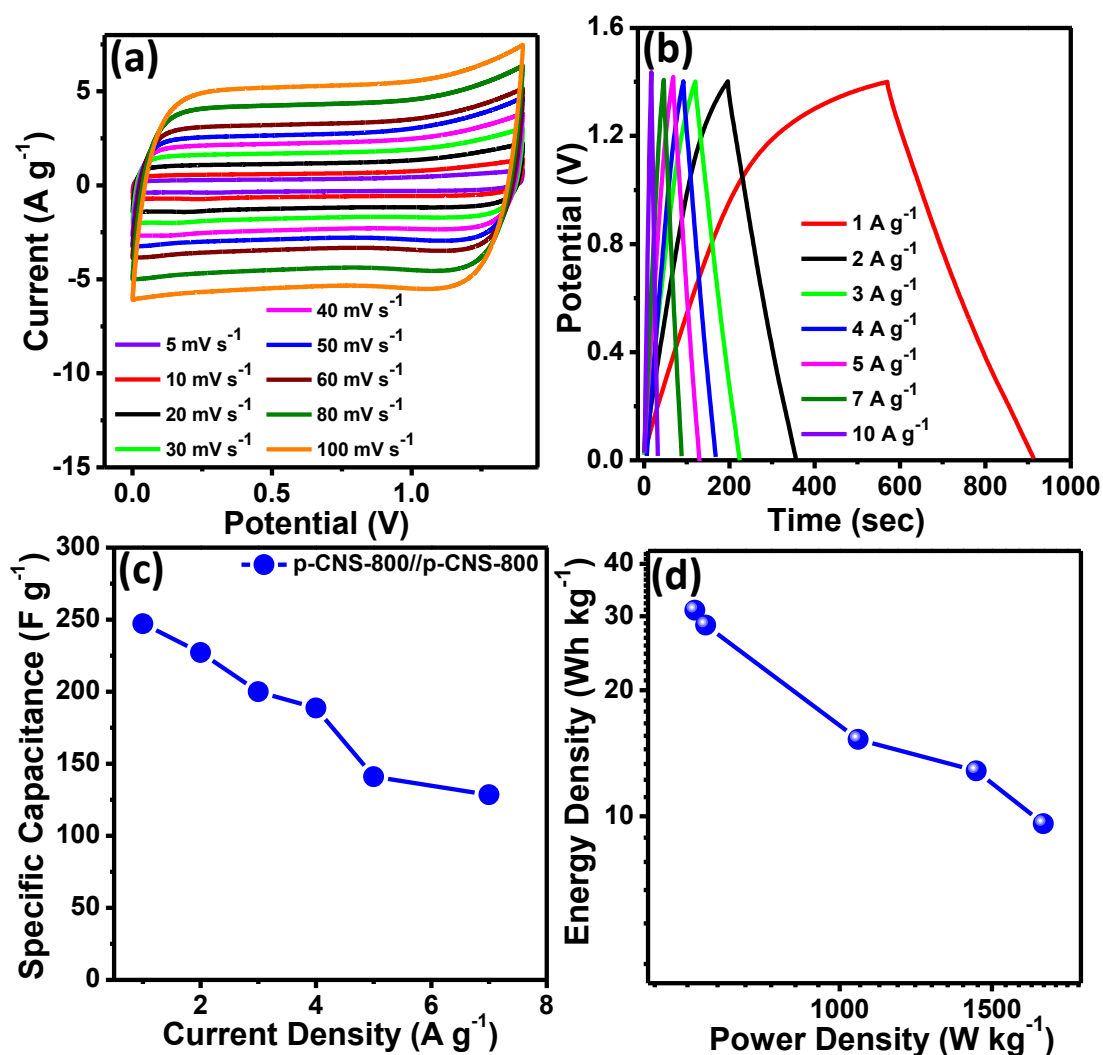 (a)
Current (A g-1)
5
0
-5
-10
-15
40 mV s-1
5 mV s-1
50 mV s-1
10 mV s-1
60 mV s-1
20 mV s-1
80 mV s-1
30 mV s-1
100 mV s-1
0.0 0.5 1.0
Potential (V)
(b)
Potential (V)
1.6
1.2
0.8
0.4
0.0
1 A g-1
2 A g-1
3 A g-1
4 A g-1
5 A g-1
7 A g-1
10 A g-1
0 200 400 600 800 1000
Time (sec)
(c)
p-CNS-800//p-CNS-800
Specific Capacitance (F g-1)
300
250
200
150
100
50
0
2 4 6 8
Current Density (A g-1)
(d)
Energy Density (Wh kg-1)
40
30
20
10
1000 1500
Power Density (W kg-1)